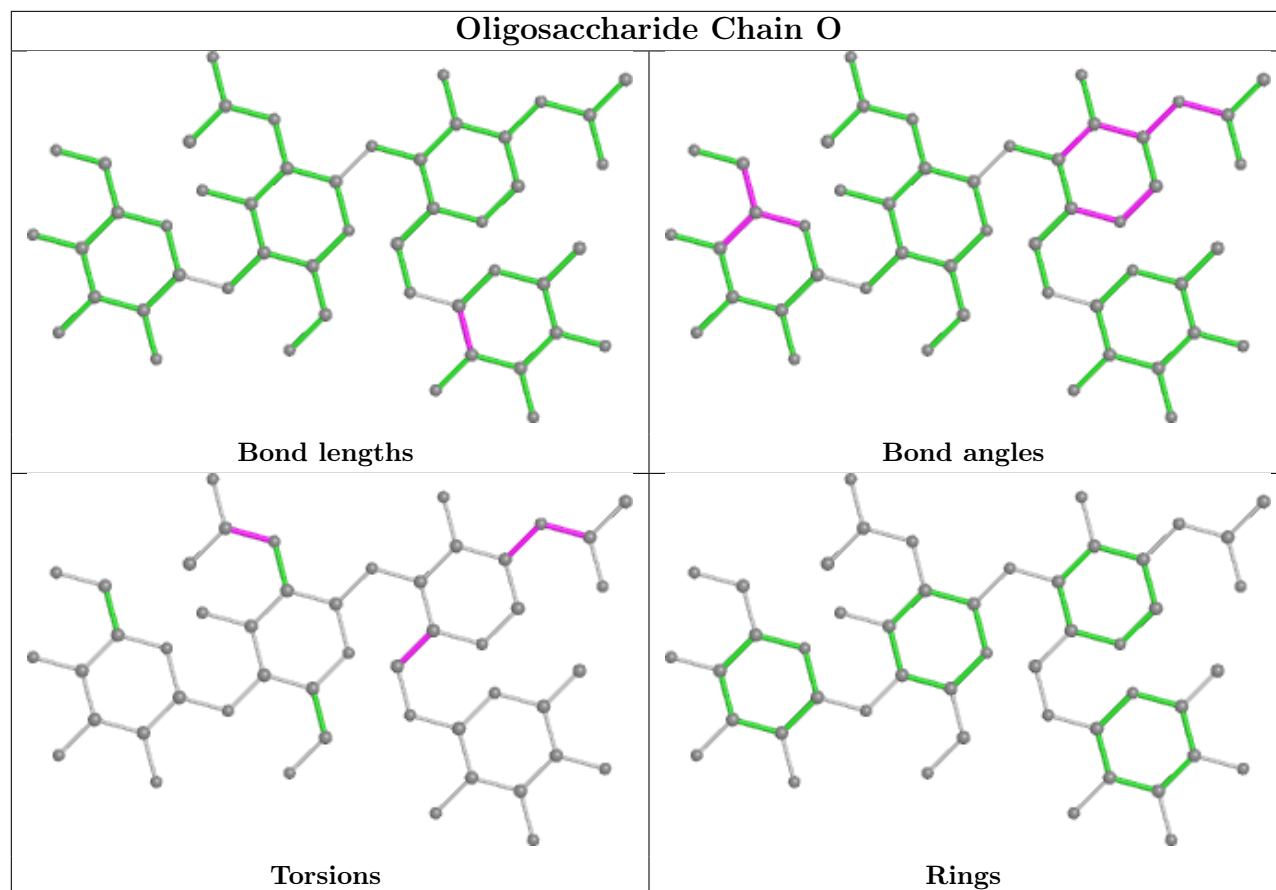 Oligosaccharide Chain O
Bond lengths
Bond angles
Torsions
Rings